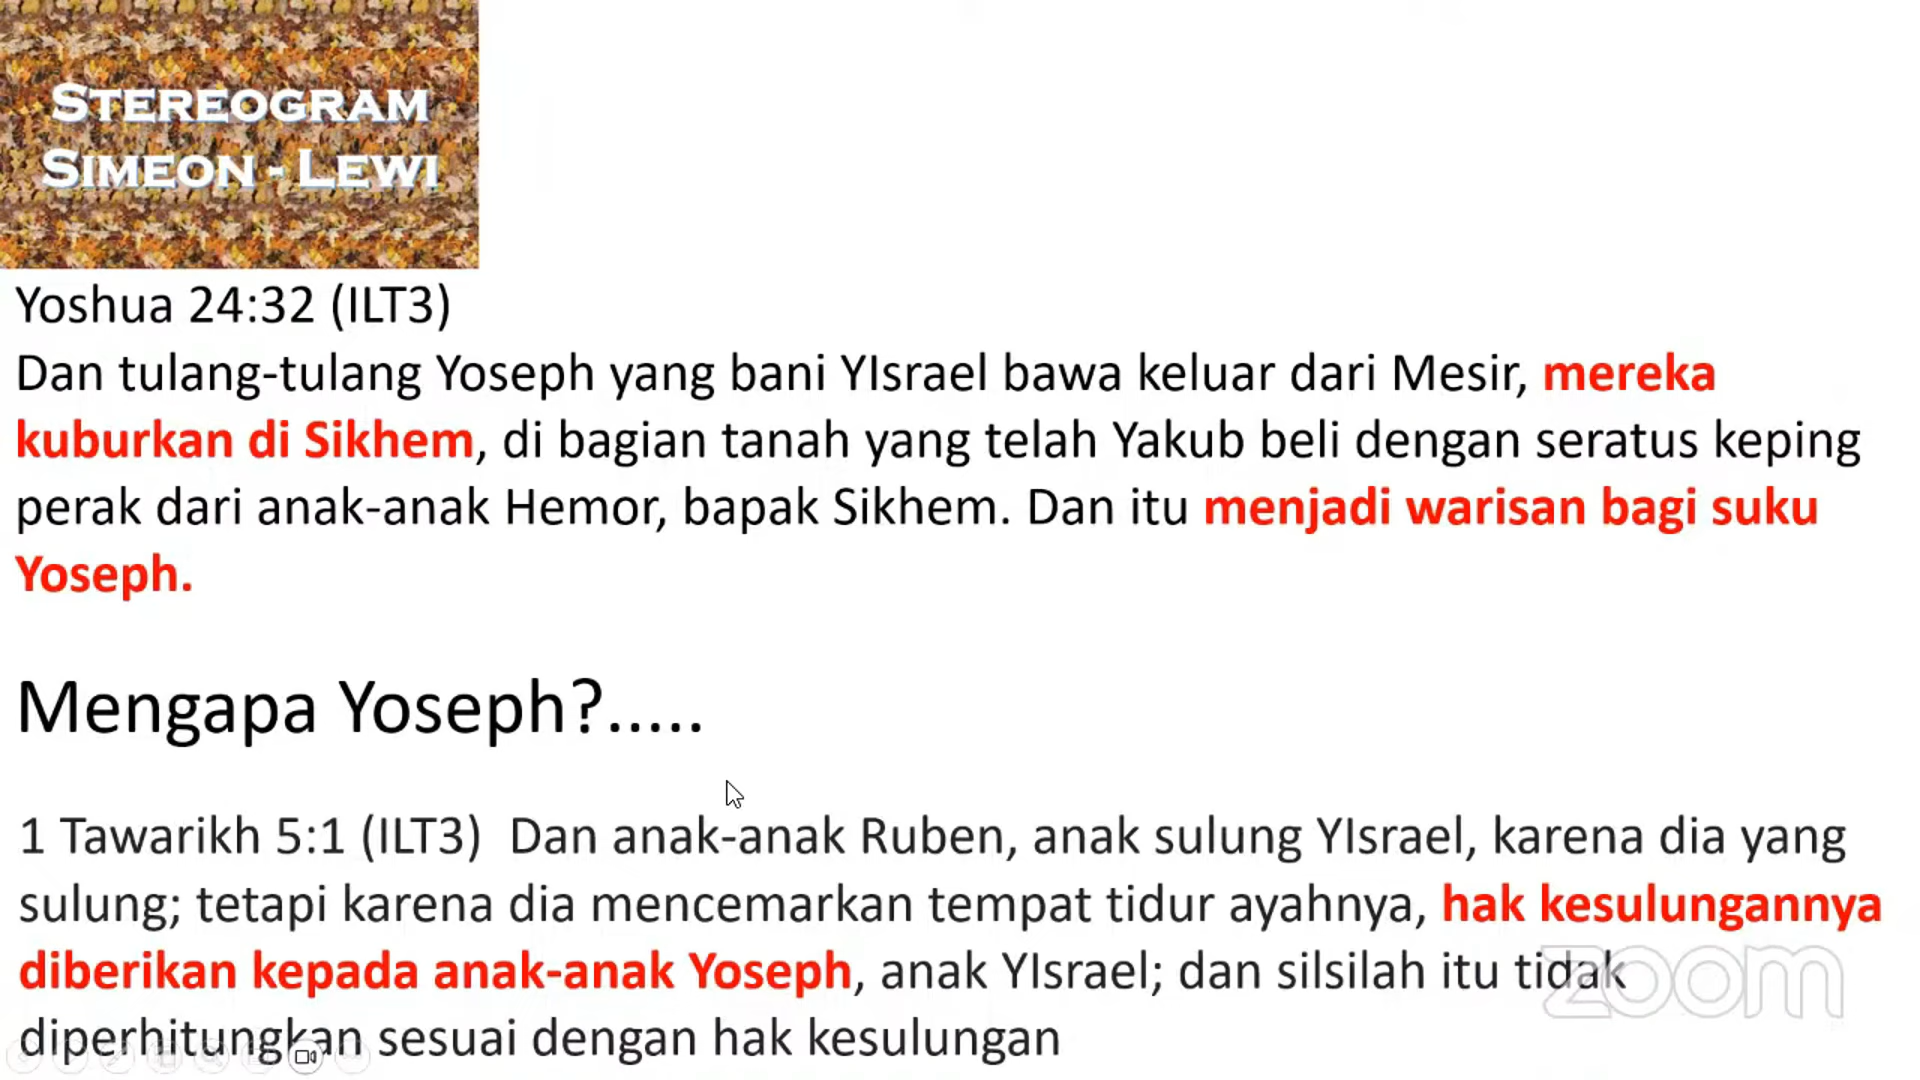 STEREOGRAM
SIMEON - LEWI
Yoshua 24:32 (ILT3)
Dan tulang-tulang Yoseph yang bani YIsrael bawa keluar dari Mesir, mereka
kuburkan di Sikhem, di bagian tanah yang telah Yakub beli dengan seratus keping
perak dari anak-anak Hemor, bapak Sikhem. Dan itu menjadi warisan bagi suku
Yoseph.
Mengapa Yoseph?.....
1 Tawarikh 5:1 (ILT3) Dan anak-anak Ruben, anak sulung YIsrael, karena dia yang
sulung; tetapi karena dia mencemarkan tempat tidur ayahnya, hak kesulungannya
diberikan kepada anak-anak Yoseph, anak YIsrael; dan silsilah itu tidak
zoom
diperhitungkan sesuai dengan hak kesulungan